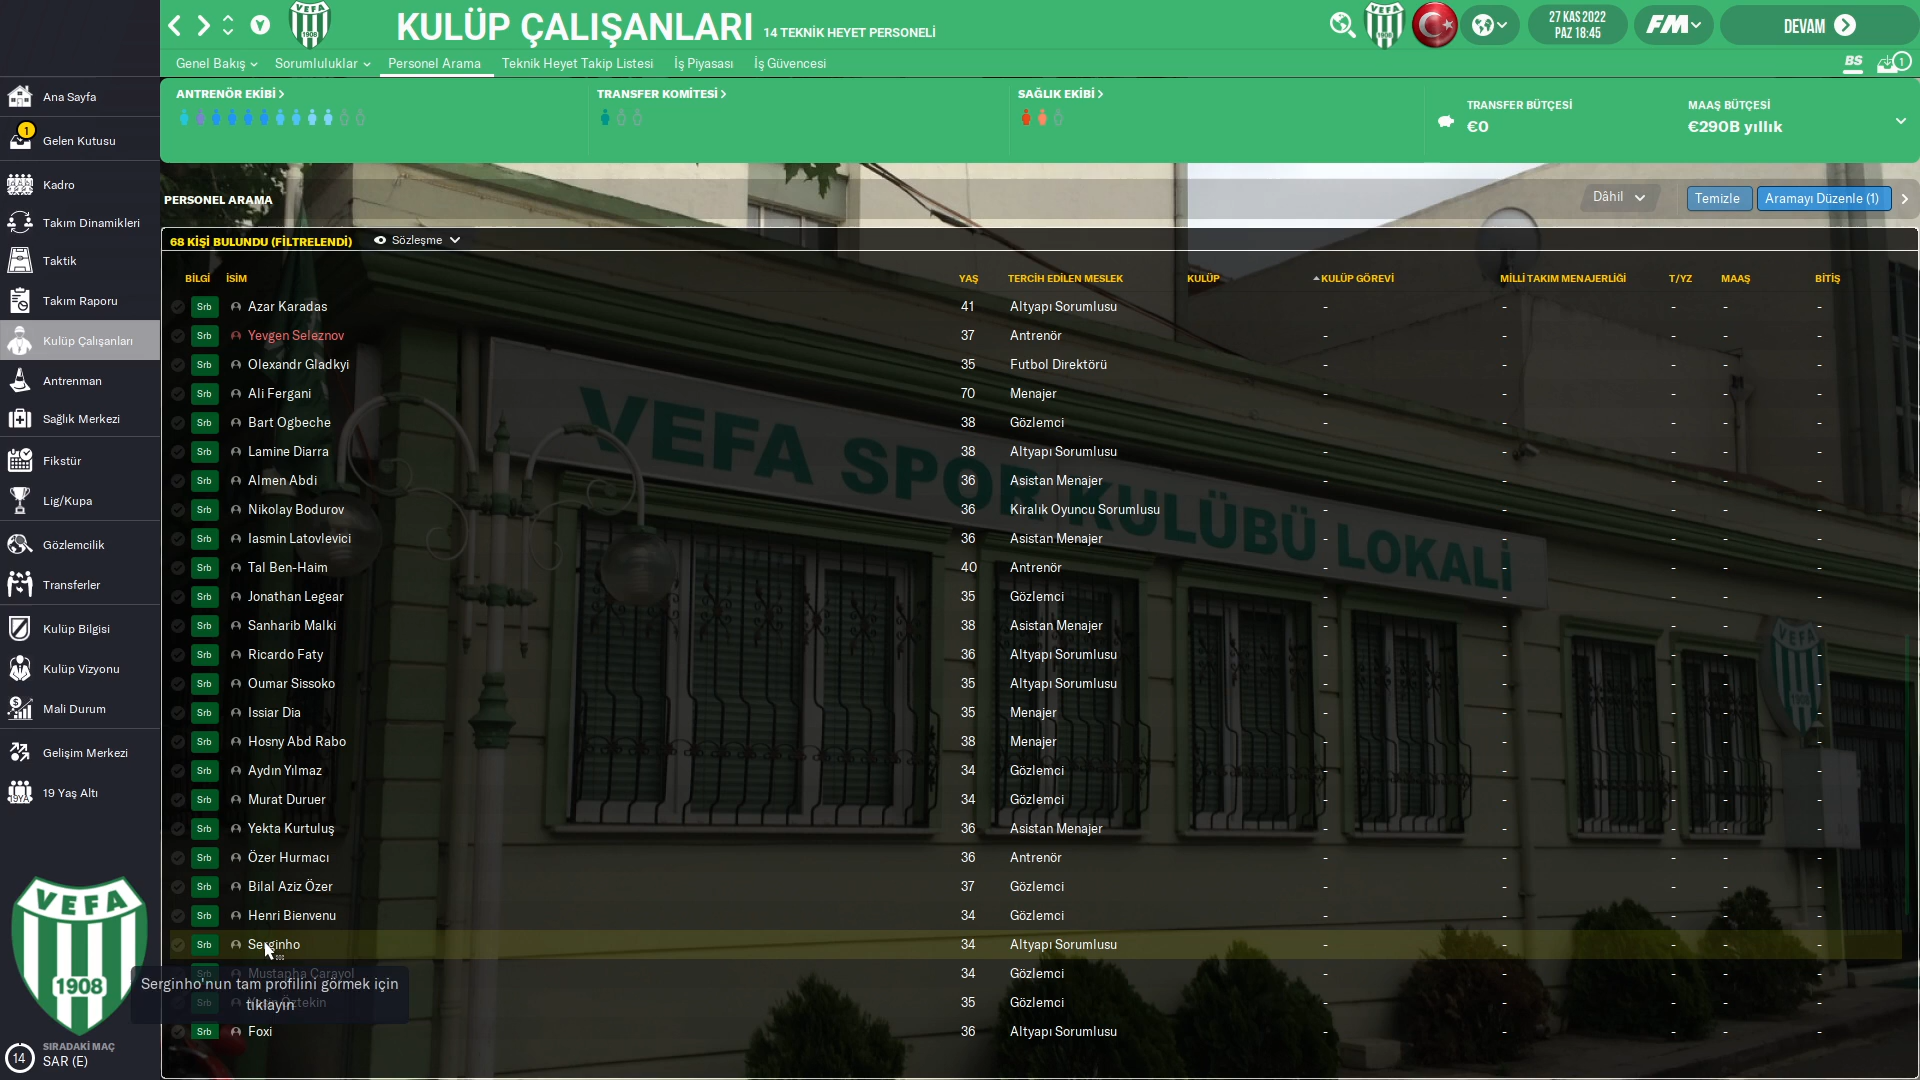 KULÜP ÇALIŞANLARI 14 TEKNİK HEYET PERSONELİ
27 KAS 2022
PAZ 18:45
FM
DEVAM
Genel Bakış Sorumluluklar Personel Arama Teknik Heyet Takip Listesi İş Piyasası İş Güvencesi
BS 1
ANTRENÖR EKİBİ TRANSFER KOMİTESİ SAĞLIK EKİBİ
TRANSFER BÜTÇESİ MAAŞ BÜTÇESİ
€0 €290B yıllık
Ana Sayfa
1
Gelen Kutusu
Kadro
Takım Dinamikleri
Taktik
Takım Raporu
Kulüp Çalışanları
Antrenman
Sağlık Merkezi
Fikstür
Lig/Kupa
Gözlemcilik
Transferler
Kulüp Bilgisi
Kulüp Vizyonu
Mali Durum
Gelişim Merkezi
19 Yaş Altı
VEFA
1908
14 SIRADAKİ MAÇ
SAR (E)
PERSONEL ARAMA Dâhil Temizle Aramayı Düzenle (1)
68 KİŞİ BULUNDU (FİLTRELENDİ) Sözleşme
BİLGİ İSİM YAŞ TERCİH EDİLEN MESLEK KULÜP KULÜP GÖREVİ MİLLİ TAKIM MENAJERLİĞİ T/YZ MAAŞ BİTİŞ
Srb Azar Karadas 41 Altyapı Sorumlusu - - - - -
Srb Yevgen Seleznov 37 Antrenör - - - - -
Srb Olexandr Gladkyi 35 Futbol Direktörü - - - - -
Srb Ali Fergani 70 Menajer - - - - -
Srb Bart Ogbeche 38 Gözlemci - - - - -
Srb Lamine Diarra 38 Altyapı Sorumlusu - - - - -
Srb Almen Abdi 36 Asistan Menajer - - - - -
Srb Nikolay Bodurov 36 Kiralık Oyuncu Sorumlusu - - - - -
Srb Iasmin Latovlevici 36 Asistan Menajer - - - - -
Srb Tal Ben-Haim 40 Antrenör - - - - -
Srb Jonathan Legear 35 Gözlemci - - - - -
Srb Sanharib Malki 38 Asistan Menajer - - - - -
Srb Ricardo Faty 36 Altyapı Sorumlusu - - - - -
Srb Oumar Sissoko 35 Altyapı Sorumlusu - - - - -
Srb Issiar Dia 35 Menajer - - - - -
Srb Hosny Abd Rabo 38 Menajer - - - - -
Srb Aydın Yılmaz 34 Gözlemci - - - - -
Srb Murat Duruer 34 Gözlemci - - - - -
Srb Yekta Kurtuluş 36 Asistan Menajer - - - - -
Srb Özer Hurmacı 36 Antrenör - - - - -
Srb Bilal Aziz Özer 37 Gözlemci - - - - -
Srb Henri Bienvenu 34 Gözlemci - - - - -
Srb Serginho 34 Altyapı Sorumlusu - - - - -
Srb Mustapha Carayol 34 Gözlemci - - - - -
Srb Öztekin 35 Gözlemci - - - - -
Srb Foxi 36 Altyapı Sorumlusu - - - - -
Serginho'nun tam profilini görmek için
tıklayın
VEFA SPOR KULÜBÜ LOKALİ
VEFA
1908